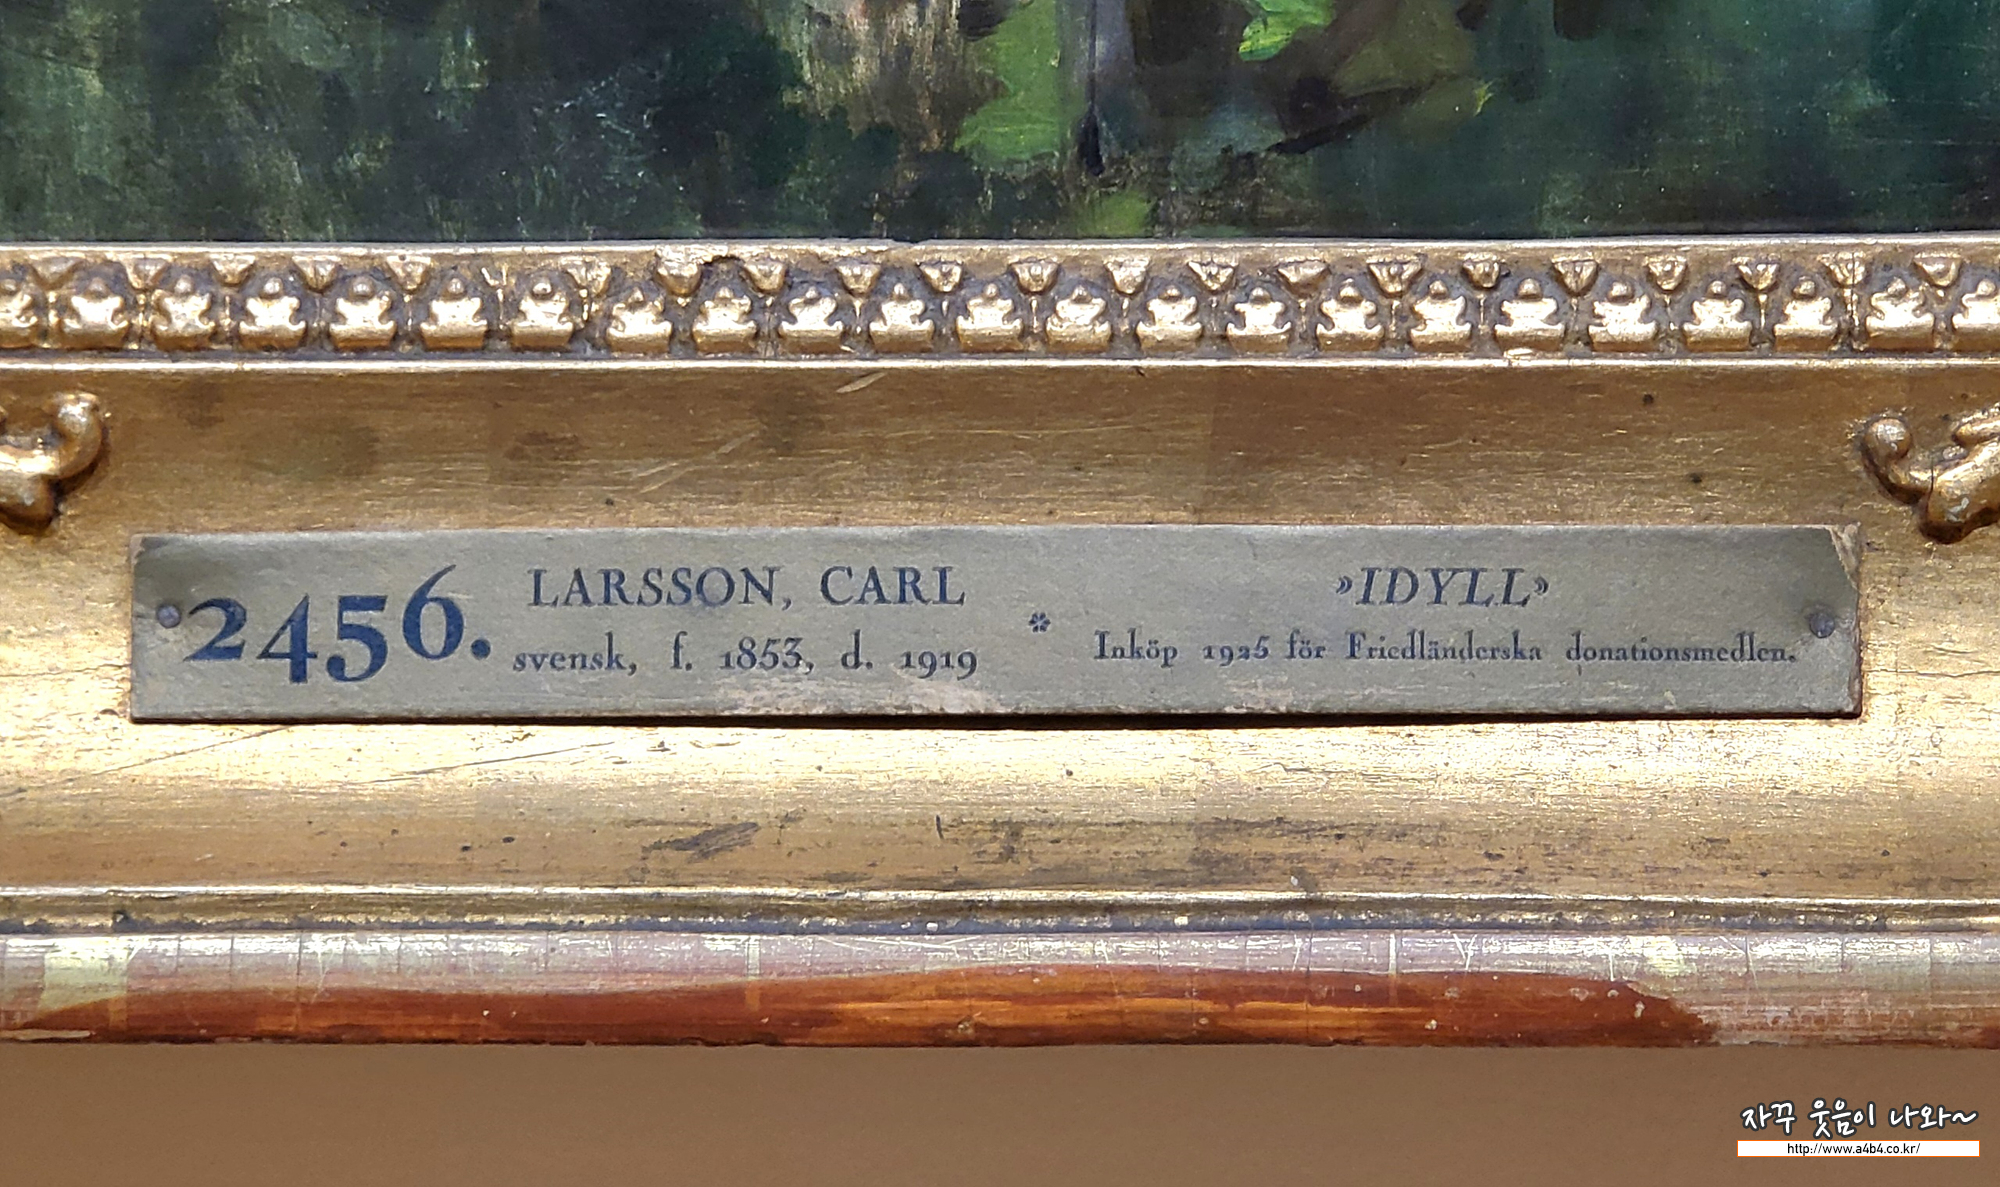 2456.
LARSSON, CARL
svensk, f. 1853, d. 1919
*
»IDYLL»
Inköp 1925 för Friedländerska donationsmedlen.
자꾸 웃음이 나와~
http://www.a4b4.co.kr/